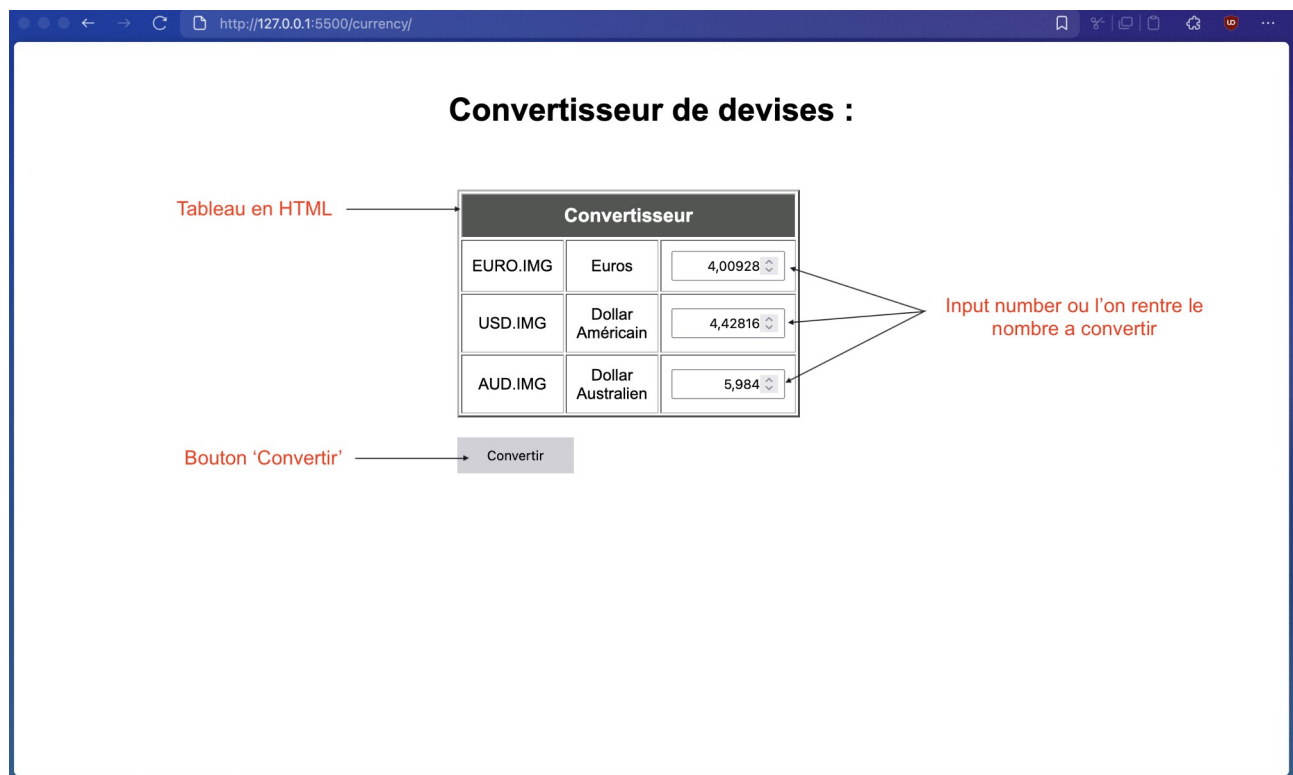 http://127.0.0.1:5500/currency/
Convertisseur de devises :
Tableau en HTML
Convertisseur
EURO.IMG
Euros
4,00928
USD.IMG
Dollar
Américain
4,42816
AUD.IMG
Dollar
Australien
5,984
Input number ou l’on rentre le
nombre a convertir
Bouton ‘Convertir’
Convertir